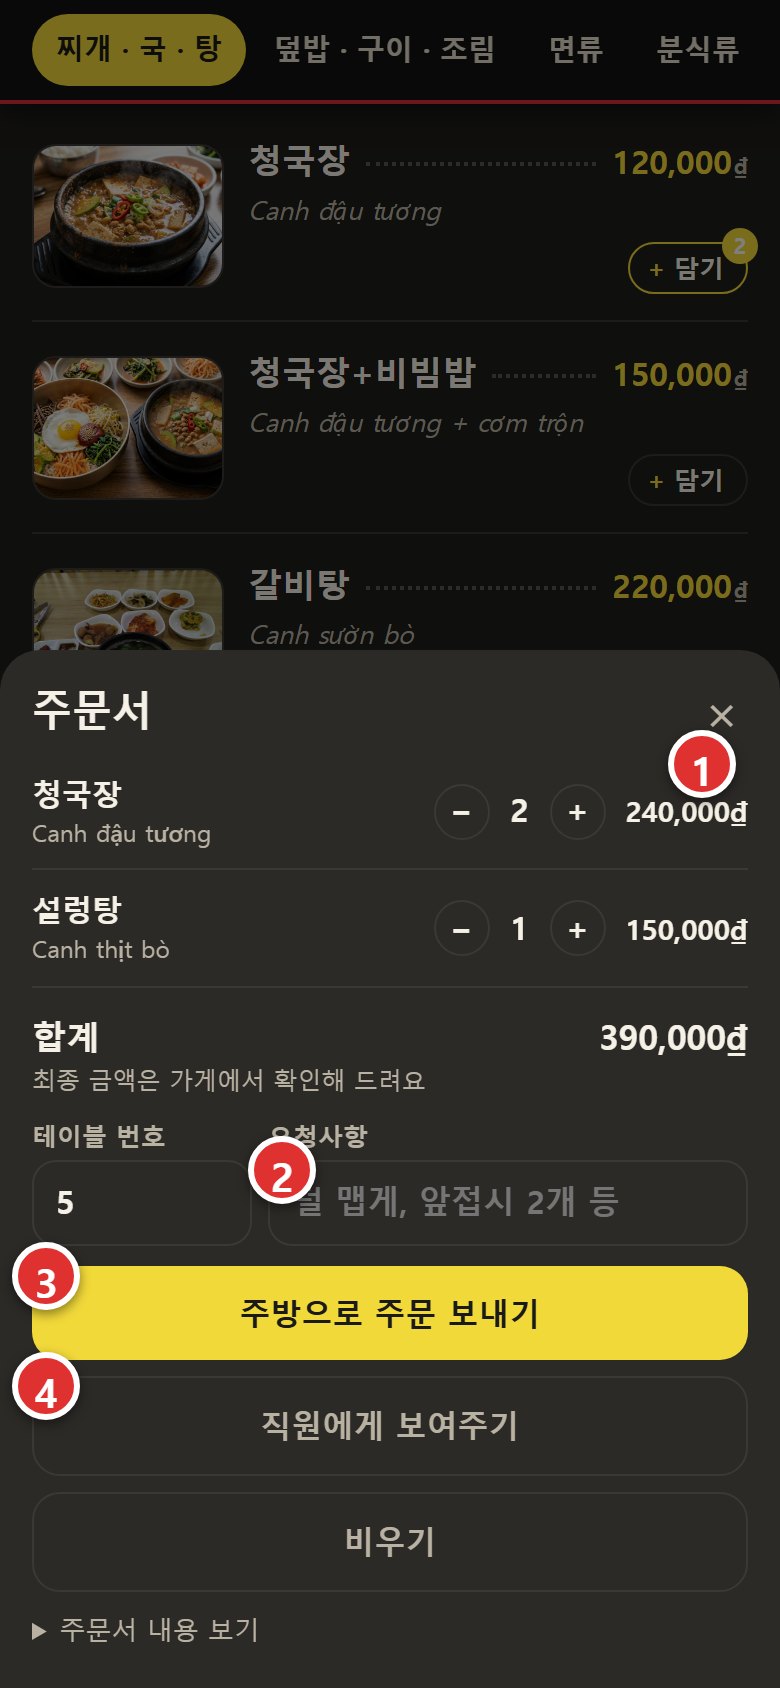 찌개 · 국 · 탕 덮밥 · 구이 · 조림 면류 분식류
청국장 120,000₫
Canh đậu tương
+ 담기 2
청국장+비빔밥 150,000₫
Canh đậu tương + cơm trộn
+ 담기
갈비탕 220,000₫
Canh sườn bò
주문서 ×
1
청국장 − 2 + 240,000₫
Canh đậu tương
설렁탕 − 1 + 150,000₫
Canh thịt bò
합계 390,000₫
최종 금액은 가게에서 확인해 드려요
테이블 번호 요청사항
2
5 덜 맵게, 앞접시 2개 등
3
주방으로 주문 보내기
4
직원에게 보여주기
비우기
▶ 주문서 내용 보기